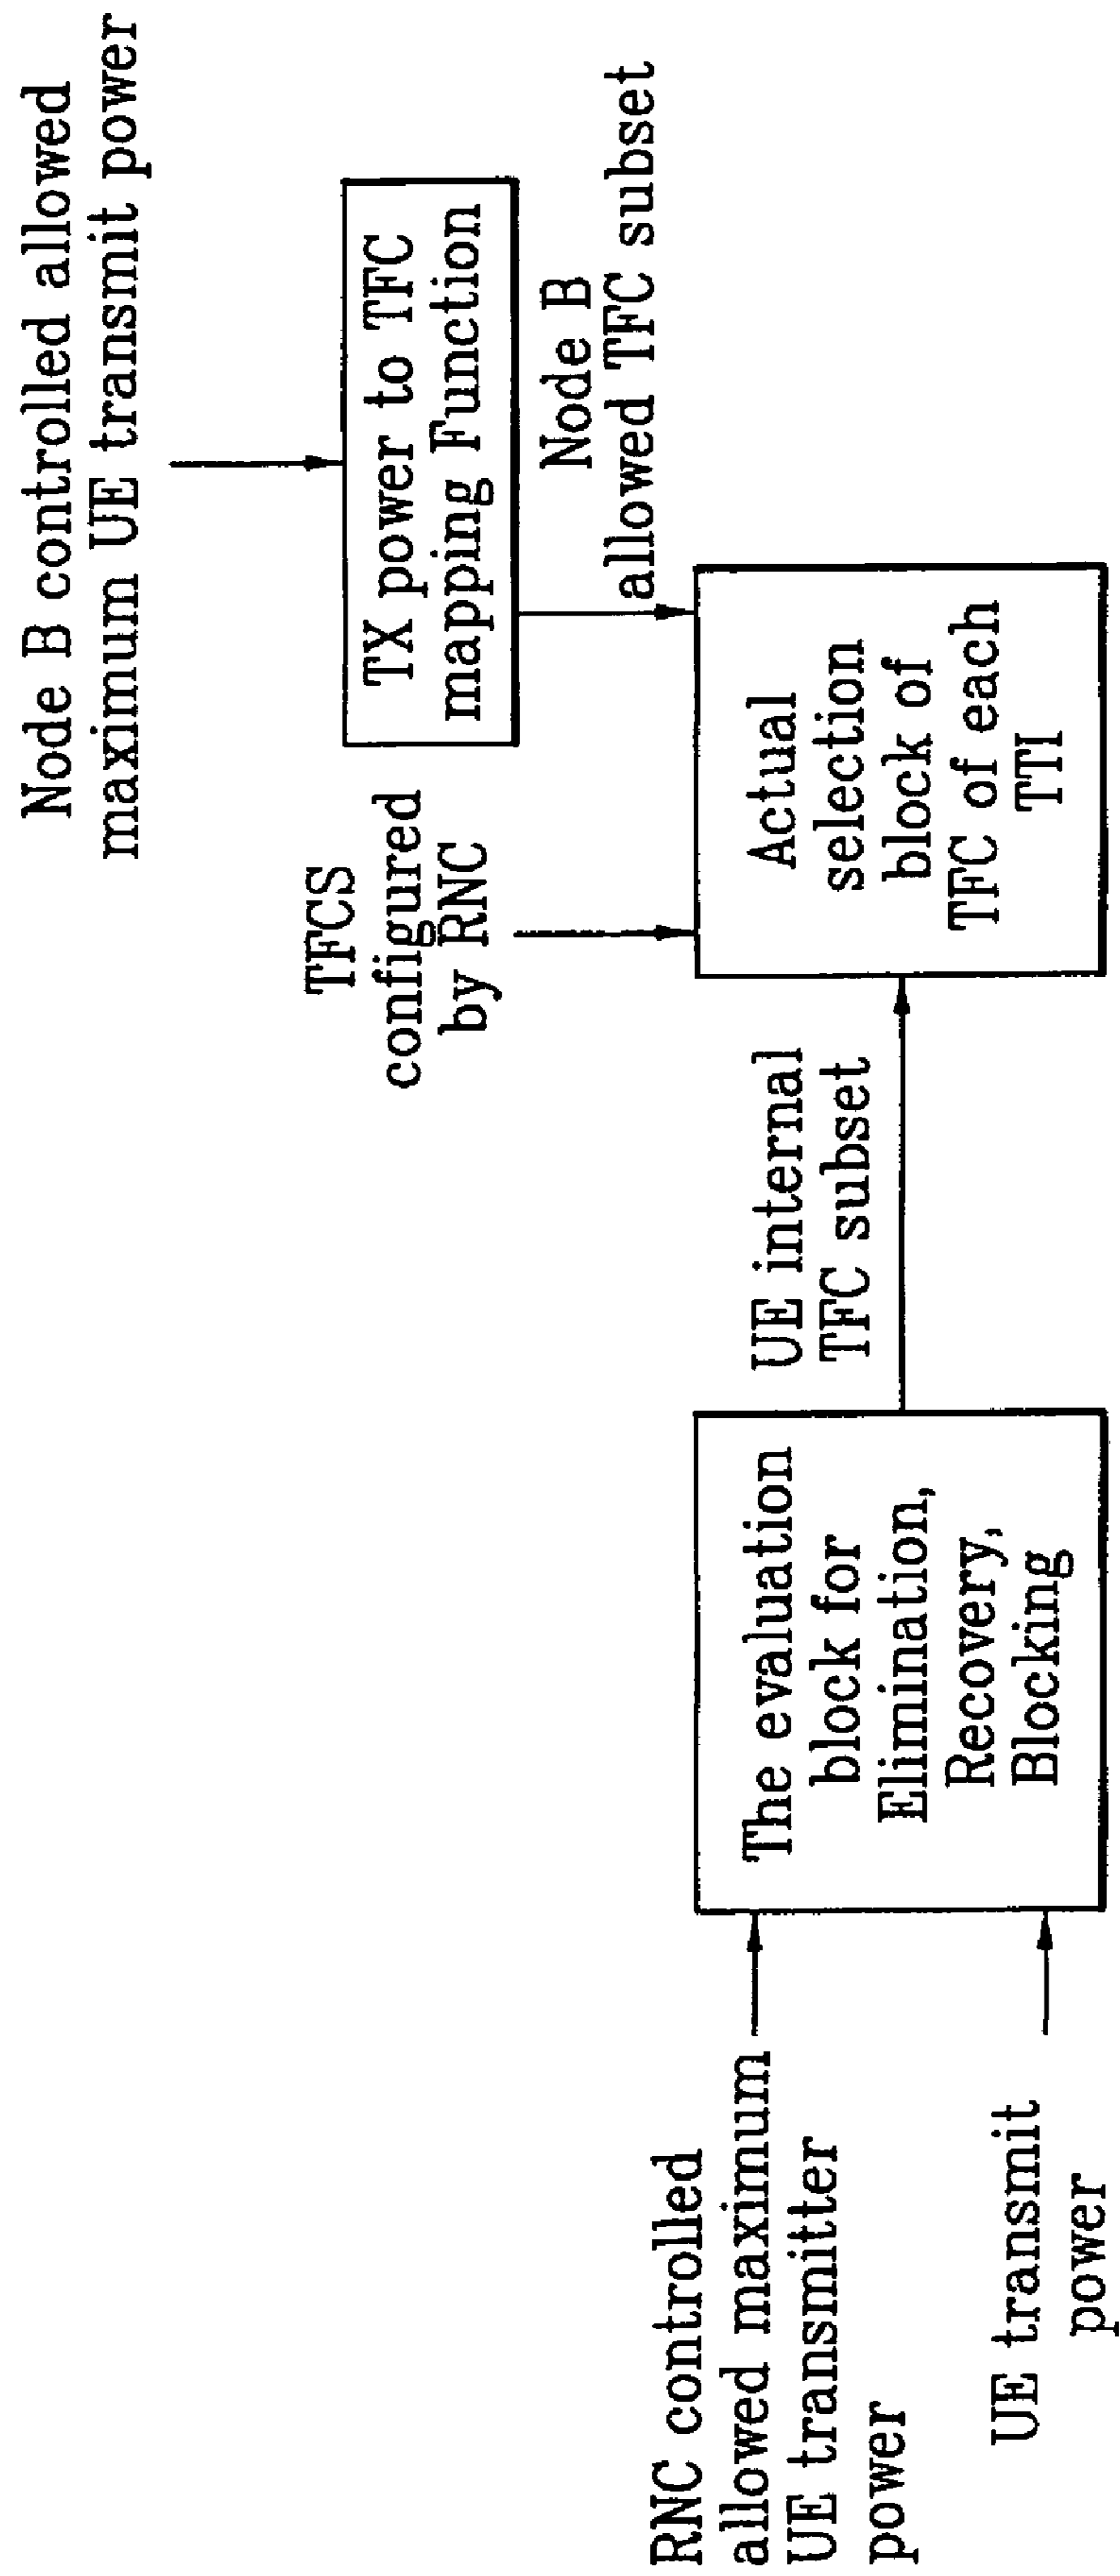 Node B controlled allowed
maximum UE transmit power
TX power to TFC
mapping Function
TFCS
configured
by RNC
Node B
allowed TFC subset
RNC controlled
allowed maximum
UE transmitter
power
UE transmit
power
The evaluation
block for
Elimination,
Recovery,
Blocking
UE internal
TFC subset
Actual
selection
block of
TFC of each
TTI